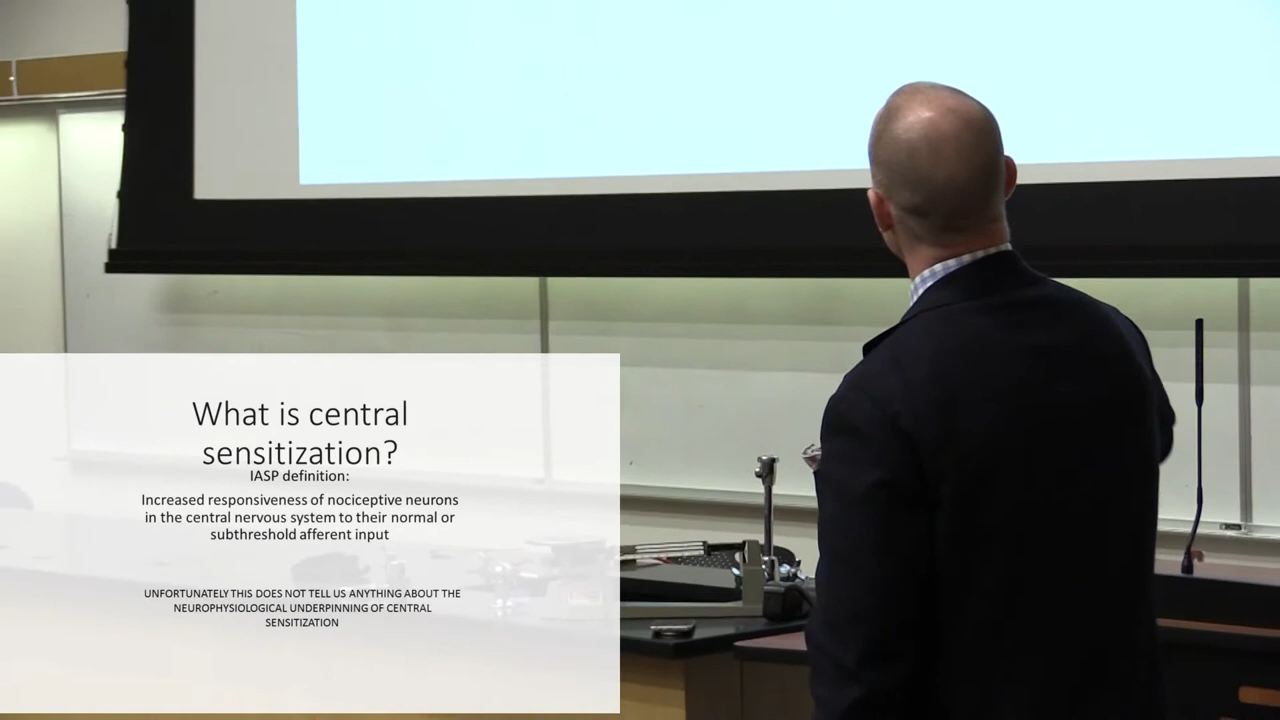 What is central
sensitization?
IASP definition:
Increased responsiveness of nociceptive neurons
in the central nervous system to their normal or
subthreshold afferent input
UNFORTUNATELY THIS DOES NOT TELL US ANYTHING ABOUT THE
NEUROPHYSIOLOGICAL UNDERPINNING OF CENTRAL
SENSITIZATION